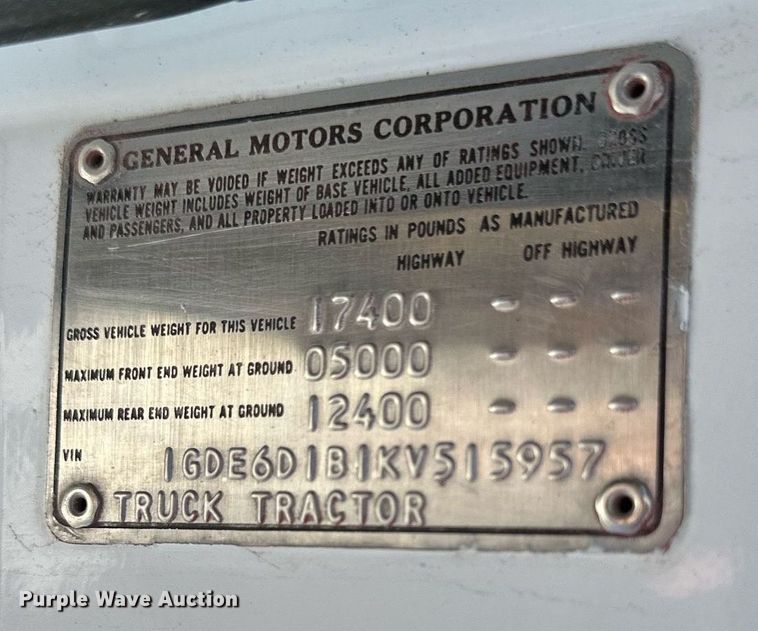 GENERAL MOTORS CORPORATION
WARRANTY MAY BE VOIDED IF WEIGHT EXCEEDS ANY OF RATINGS SHOWN. GROSS
VEHICLE WEIGHT INCLUDES WEIGHT OF BASE VEHICLE, ALL ADDED EQUIPMENT, DRIVER
AND PASSENGERS, AND ALL PROPERTY LOADED INTO OR ONTO VEHICLE.
RATINGS IN POUNDS AS MANUFACTURED
HIGHWAY OFF HIGHWAY
GROSS VEHICLE WEIGHT FOR THIS VEHICLE 17400 - - -
MAXIMUM FRONT END WEIGHT AT GROUND 05000 - - -
MAXIMUM REAR END WEIGHT AT GROUND 12400 - - -
VIN 1GDE6D1B1KV515957
TRUCK TRACTOR
Purple Wave Auction